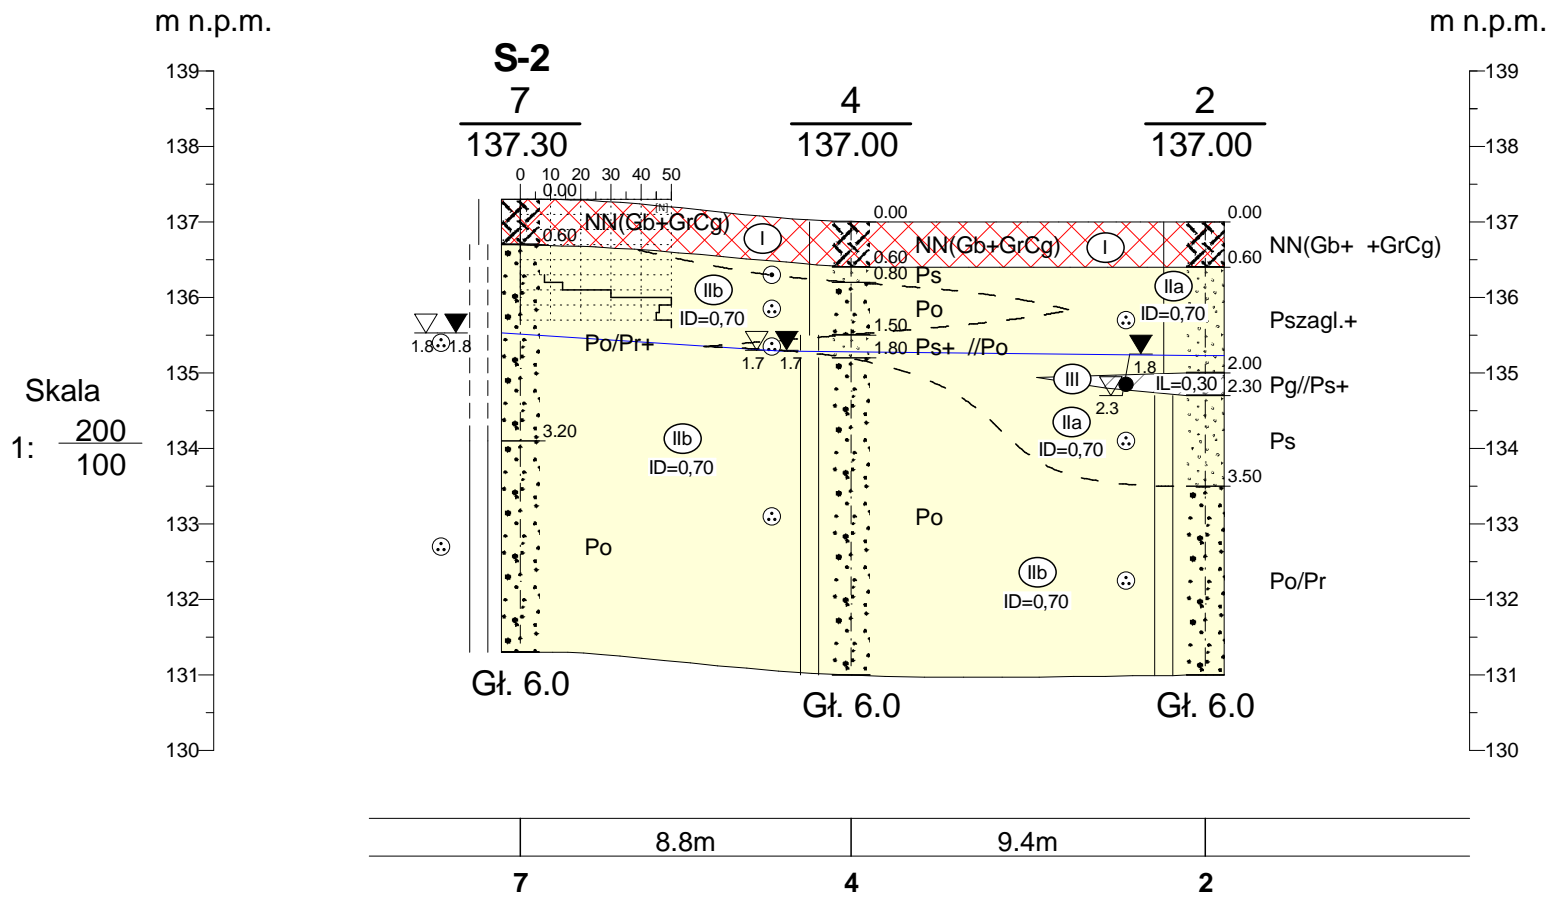 m n.p.m.
m n.p.m.
S-2
7
137.30
4
137.00
2
137.00
139
138
137
136
135
134
133
132
131
130
139
138
137
136
135
134
133
132
131
130
0 10 20 30 40 50
[N]
0.00
0.60
3.20
NN(Gb+GrCg)
I
IIb
ID=0,70
Po/Pr+
1.8 1.8
1.7 1.7
IIb
ID=0,70
Po
0.00
0.60
0.80
1.50
1.80
NN(Gb+GrCg)
I
Ps
Po
Ps+ //Po
Po
IIa
ID=0,70
1.8
III
IL=0,30
2.3
IIa
ID=0,70
IIb
ID=0,70
0.00
0.60
2.00
2.30
3.50
NN(Gb+ +GrCg)
Pszagl.+
Pg//Ps+
Ps
Po/Pr
Skala
1: 200
100
Gł. 6.0
Gł. 6.0
Gł. 6.0
8.8m
9.4m
7
4
2